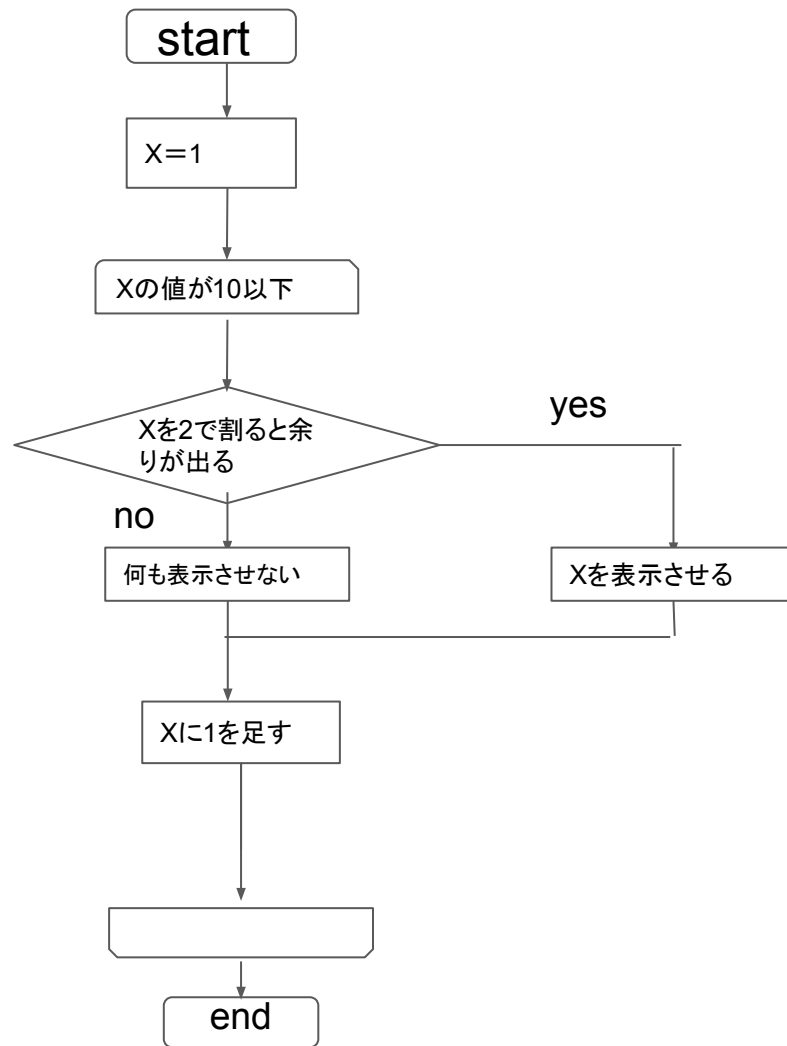 start
X＝1
Xの値が10以下
Xを2で割ると余
りが出る
yes
no
何も表示させない
Xを表示させる
Xに1を足す
end